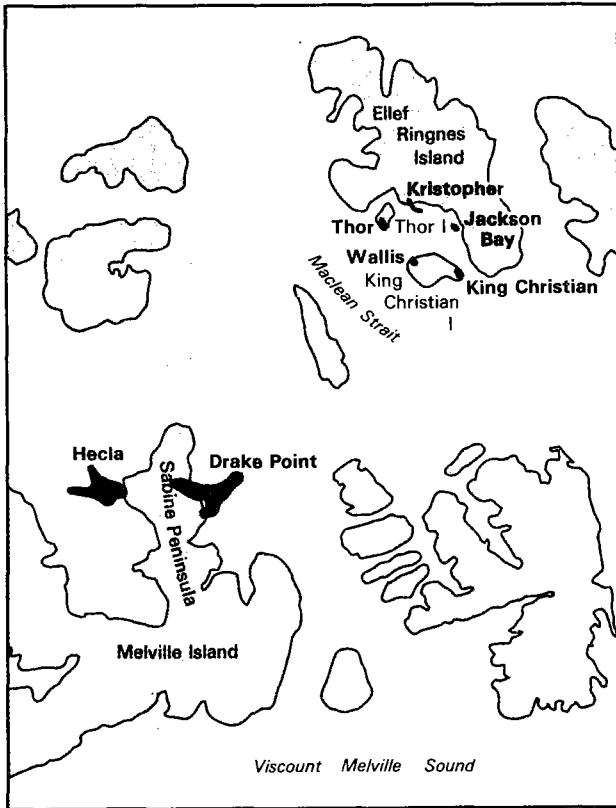 Ellef
Ringnes
Island
Kristopher
Thor
Thor I
Jackson
Bay
Wallis
King
Christian
I
King Christian
Maclean Strait
Hecla
Drake Point
Sabine Peninsula
Melville Island
Viscount Melville Sound